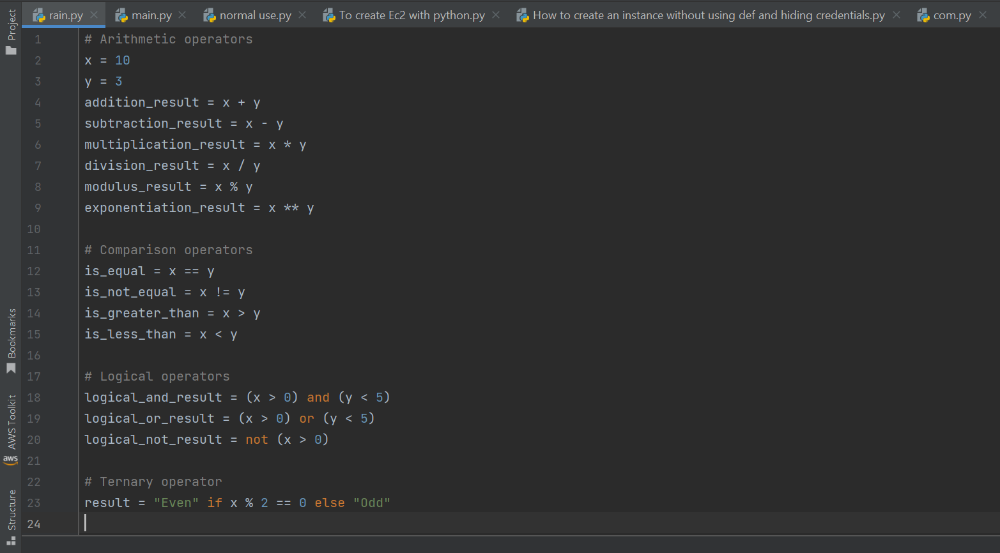 rain.py main.py normal use.py To create Ec2 with python.py How to create an instance without using def and hiding credentials.py com.py
Project
Bookmarks
AWS Toolkit
aws
Structure
1 # Arithmetic operators
2 x = 10
3 y = 3
4 addition_result = x + y
5 subtraction_result = x - y
6 multiplication_result = x * y
7 division_result = x / y
8 modulus_result = x % y
9 exponentiation_result = x ** y
10
11 # Comparison operators
12 is_equal = x == y
13 is_not_equal = x != y
14 is_greater_than = x > y
15 is_less_than = x < y
16
17 # Logical operators
18 logical_and_result = (x > 0) and (y < 5)
19 logical_or_result = (x > 0) or (y < 5)
20 logical_not_result = not (x > 0)
21
22 # Ternary operator
23 result = "Even" if x % 2 == 0 else "Odd"
24